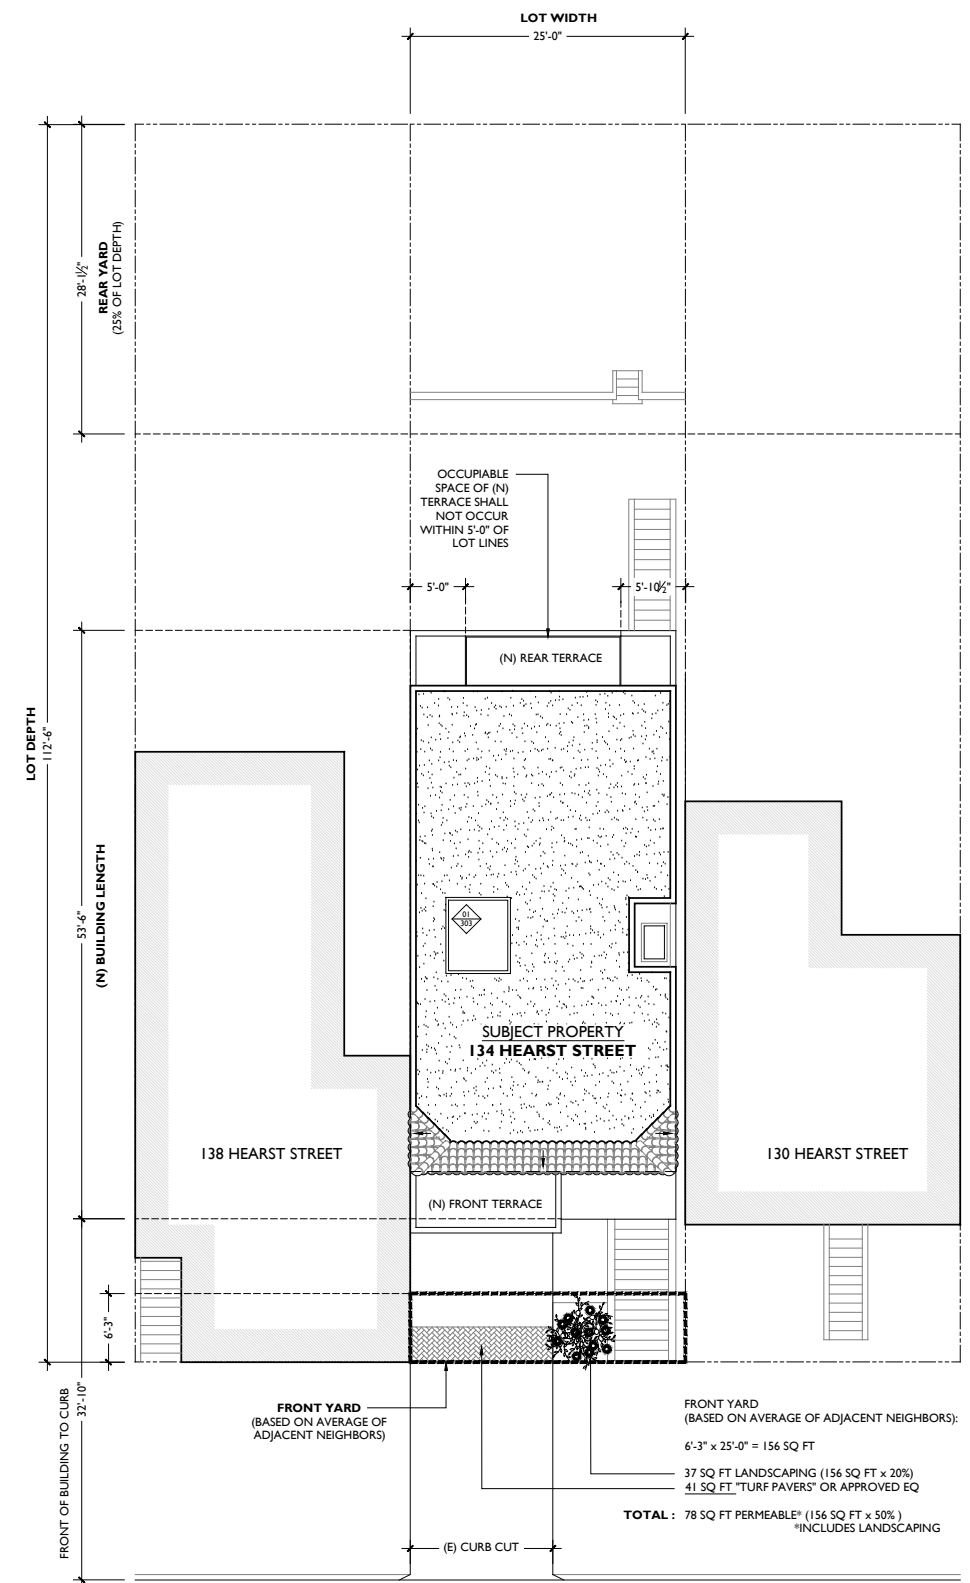 LOT WIDTH
25'-0"
28'-1½"
REAR YARD
(25% OF LOT DEPTH)
OCCUPIABLE
SPACE OF (N)
TERRACE SHALL
NOT OCCUR
WITHIN 5'-0" OF
LOT LINES
5'-0"
5'-10½"
(N) REAR TERRACE
LOT DEPTH
112'-6"
53'-6"
(N) BUILDING LENGTH
01
303
SUBJECT PROPERTY
134 HEARST STREET
138 HEARST STREET
130 HEARST STREET
(N) FRONT TERRACE
6'-3"
FRONT OF BUILDING TO CURB
32'-10"
FRONT YARD
(BASED ON AVERAGE OF
ADJACENT NEIGHBORS)
FRONT YARD
(BASED ON AVERAGE OF ADJACENT NEIGHBORS):
6'-3" x 25'-0" = 156 SQ FT
37 SQ FT LANDSCAPING (156 SQ FT x 20%)
41 SQ FT "TURF PAVERS" OR APPROVED EQ
TOTAL : 78 SQ FT PERMEABLE* (156 SQ FT x 50% )
*INCLUDES LANDSCAPING
(E) CURB CUT